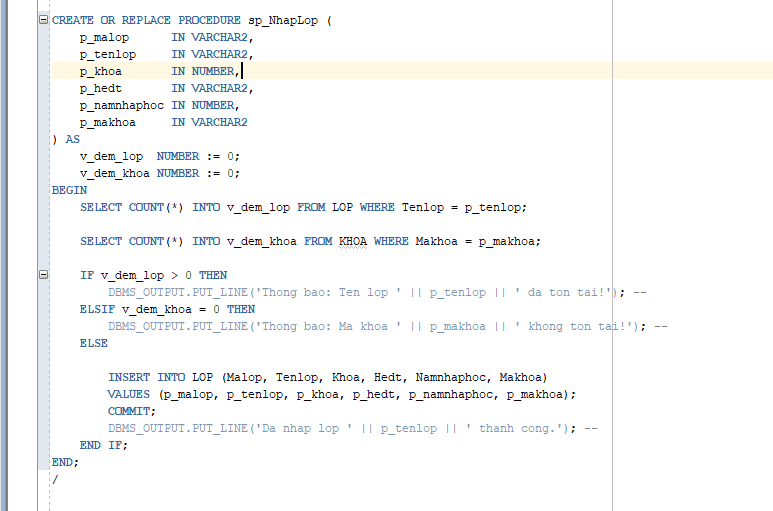 CREATE OR REPLACE PROCEDURE sp_NhapLop (
    p_malop      IN VARCHAR2,
    p_tenlop     IN VARCHAR2,
    p_khoa       IN NUMBER,
    p_hedt       IN VARCHAR2,
    p_namnhaphoc IN NUMBER,
    p_makhoa     IN VARCHAR2
) AS
    v_dem_lop  NUMBER := 0;
    v_dem_khoa NUMBER := 0;
BEGIN
    SELECT COUNT(*) INTO v_dem_lop FROM LOP WHERE Tenlop = p_tenlop;
    SELECT COUNT(*) INTO v_dem_khoa FROM KHOA WHERE Makhoa = p_makhoa;
    IF v_dem_lop > 0 THEN
        DBMS_OUTPUT.PUT_LINE('Thong bao: Ten lop ' || p_tenlop || ' da ton tai!'); --
    ELSIF v_dem_khoa = 0 THEN
        DBMS_OUTPUT.PUT_LINE('Thong bao: Ma khoa ' || p_makhoa || ' khong ton tai!'); --
    ELSE
        INSERT INTO LOP (Malop, Tenlop, Khoa, Hedt, Namnhaphoc, Makhoa)
        VALUES (p_malop, p_tenlop, p_khoa, p_hedt, p_namnhaphoc, p_makhoa);
        COMMIT;
        DBMS_OUTPUT.PUT_LINE('Da nhap lop ' || p_tenlop || ' thanh cong.'); --
    END IF;
END;
/